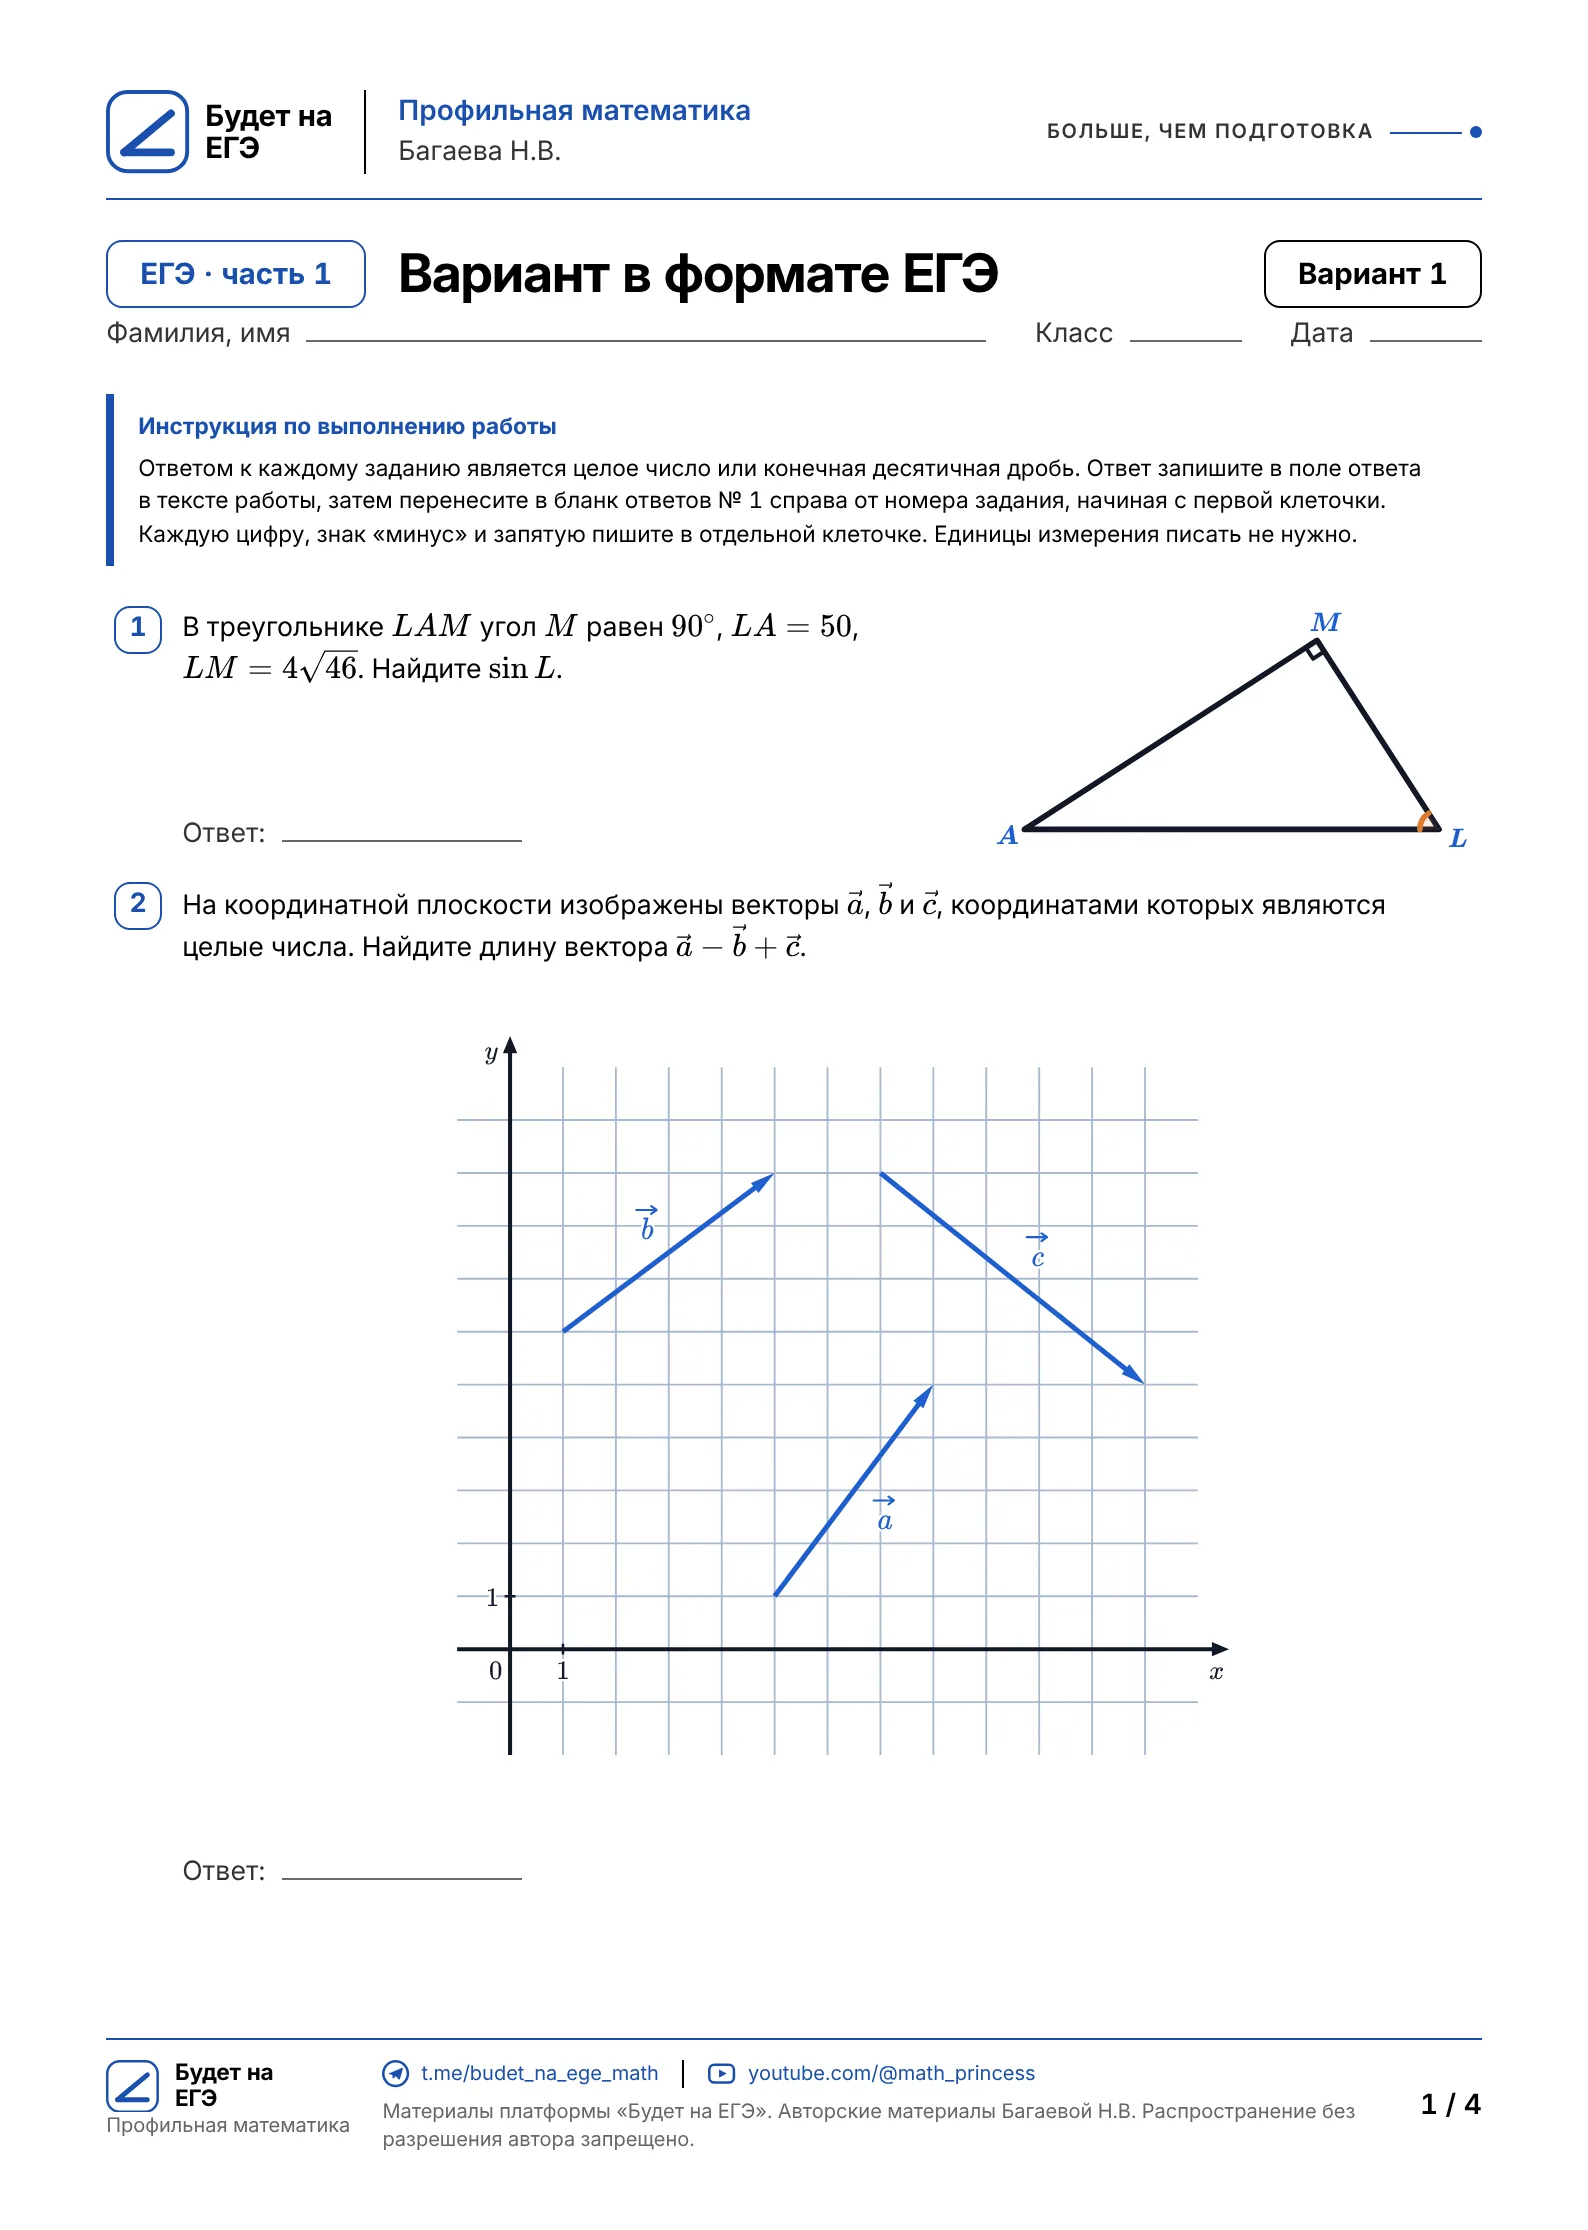 Будет на
ЕГЭ
Профильная математика
Багаева Н.В.
БОЛЬШЕ, ЧЕМ ПОДГОТОВКА
ЕГЭ · часть 1
Вариант в формате ЕГЭ
Вариант 1
Фамилия, имя
Класс
Дата
Инструкция по выполнению работы
Ответом к каждому заданию является целое число или конечная десятичная дробь. Ответ запишите в поле ответа
в тексте работы, затем перенесите в бланк ответов № 1 справа от номера задания, начиная с первой клеточки.
Каждую цифру, знак «минус» и запятую пишите в отдельной клеточке. Единицы измерения писать не нужно.
1
В треугольнике LAM угол M равен 90°, LA = 50,
LM = 4√46. Найдите sin L.
M
A
L
Ответ:
2
На координатной плоскости изображены векторы a⃗, b⃗ и c⃗, координатами которых являются
целые числа. Найдите длину вектора a⃗ − b⃗ + c⃗.
y
b⃗
c⃗
a⃗
1
0
1
x
Ответ:
Будет на
ЕГЭ
Профильная математика
t.me/budet_na_ege_math
youtube.com/@math_princess
Материалы платформы «Будет на ЕГЭ». Авторские материалы Багаевой Н.В. Распространение без
разрешения автора запрещено.
1 / 4